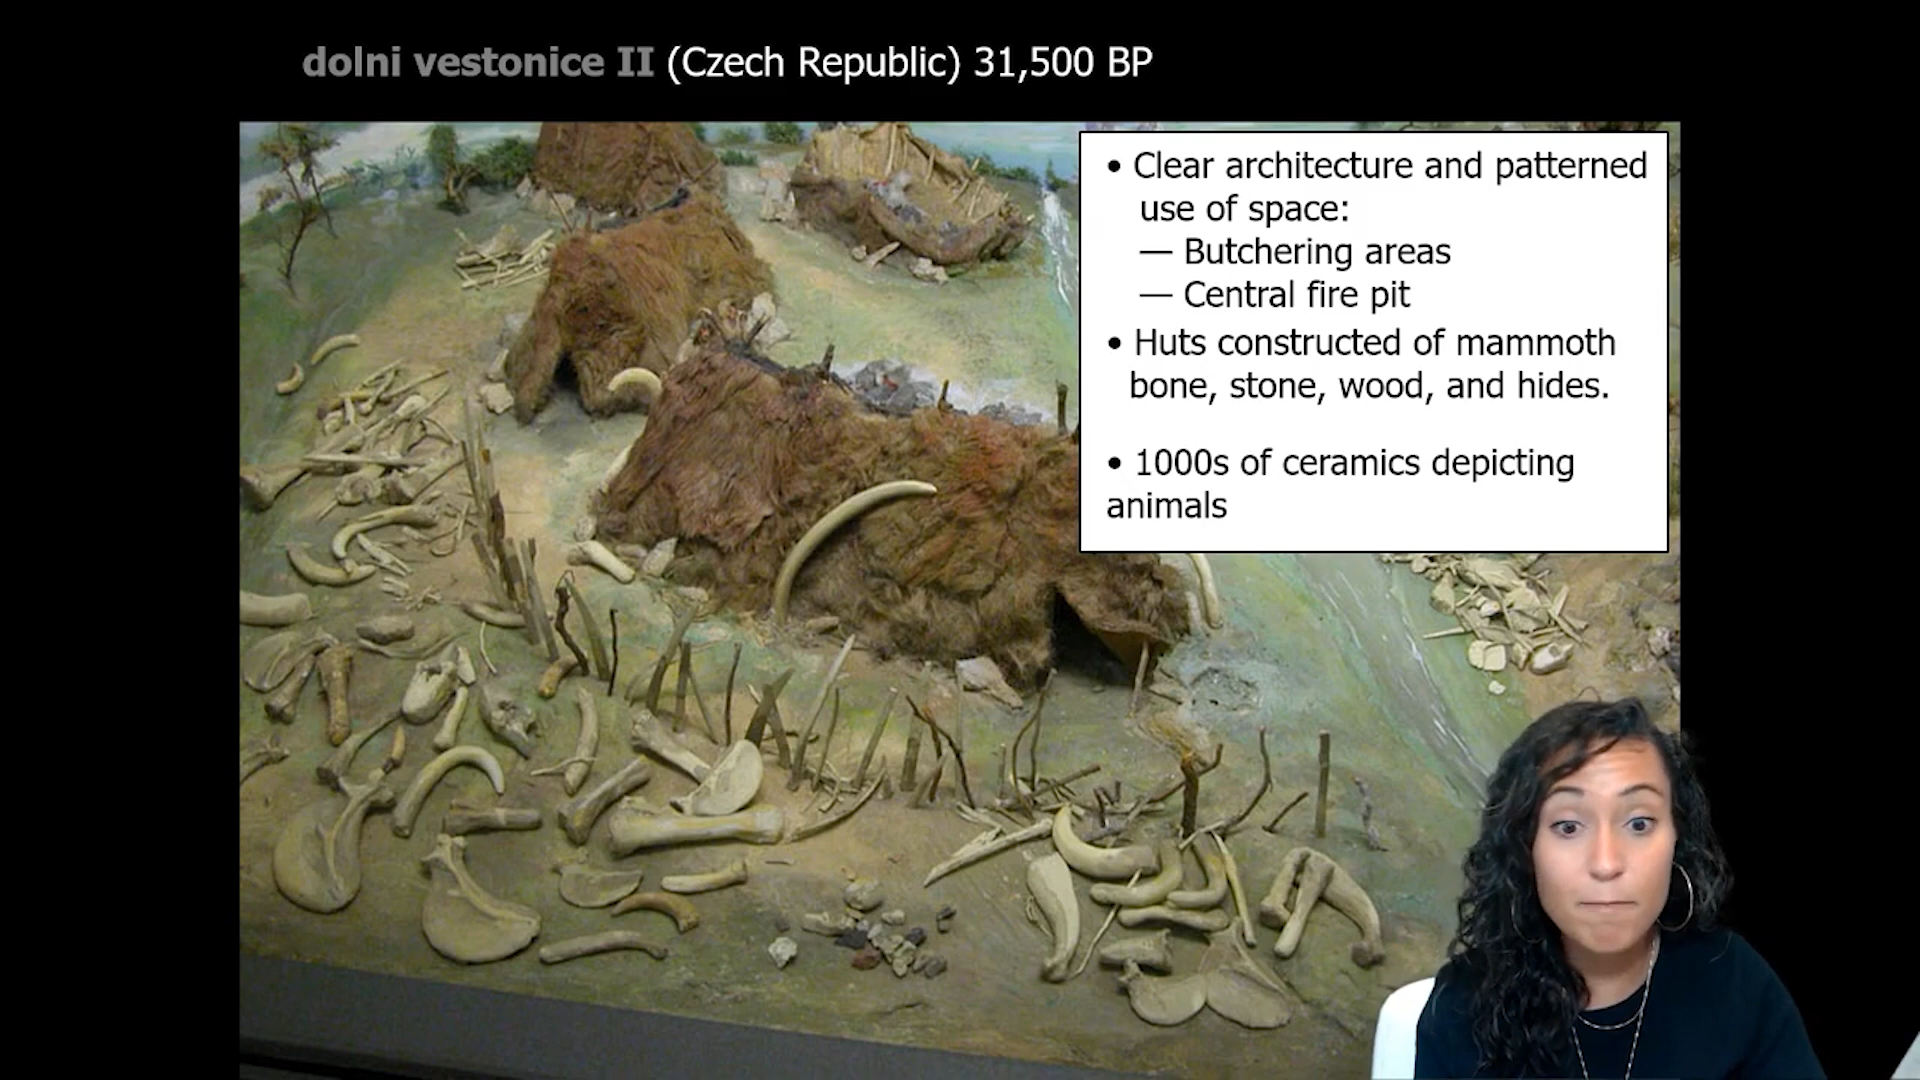 dolni vestonice II (Czech Republic) 31,500 BP
• Clear architecture and patterned
use of space:
— Butchering areas
— Central fire pit
• Huts constructed of mammoth
bone, stone, wood, and hides.
• 1000s of ceramics depicting
animals